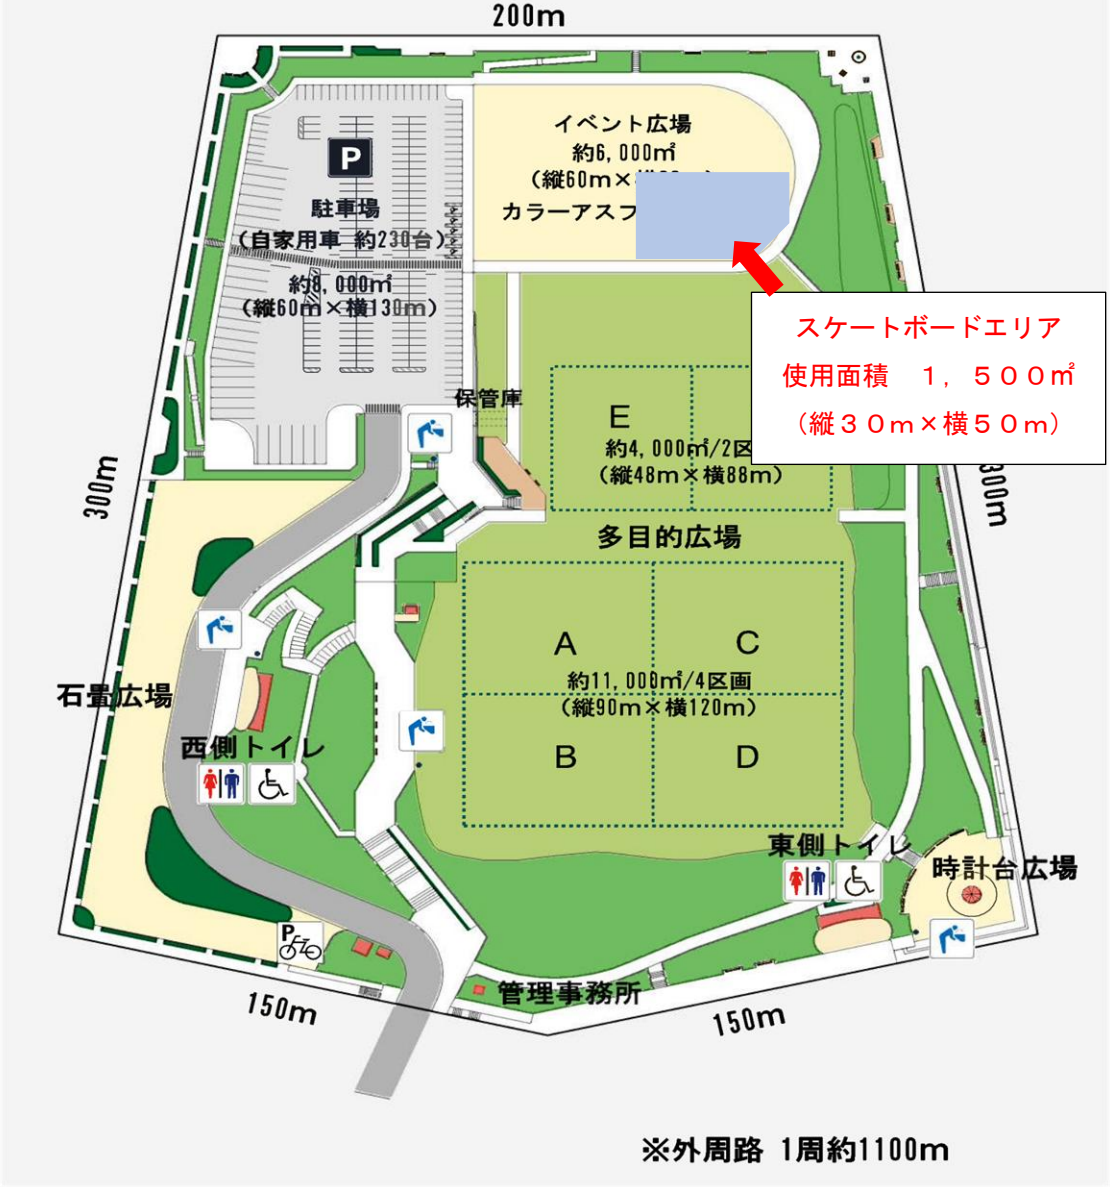 200m
イベント広場
約6,000㎡
(縦60m×
カラーアスフ
P
駐車場
(自家用車 約230台)
約8,000㎡
(縦60m×横130m)
スケートボードエリア
使用面積 1,500㎡
(縦30m×横50m)
保管庫
E
約4,000㎡/2区
(縦48m×横88m)
300m
300m
多目的広場
A
C
約11,000㎡/4区画
(縦90m×横120m)
B
D
石畳広場
西側トイレ
東側トイレ
時計台広場
P
管理事務所
150m
150m
※外周路 1周約1100m